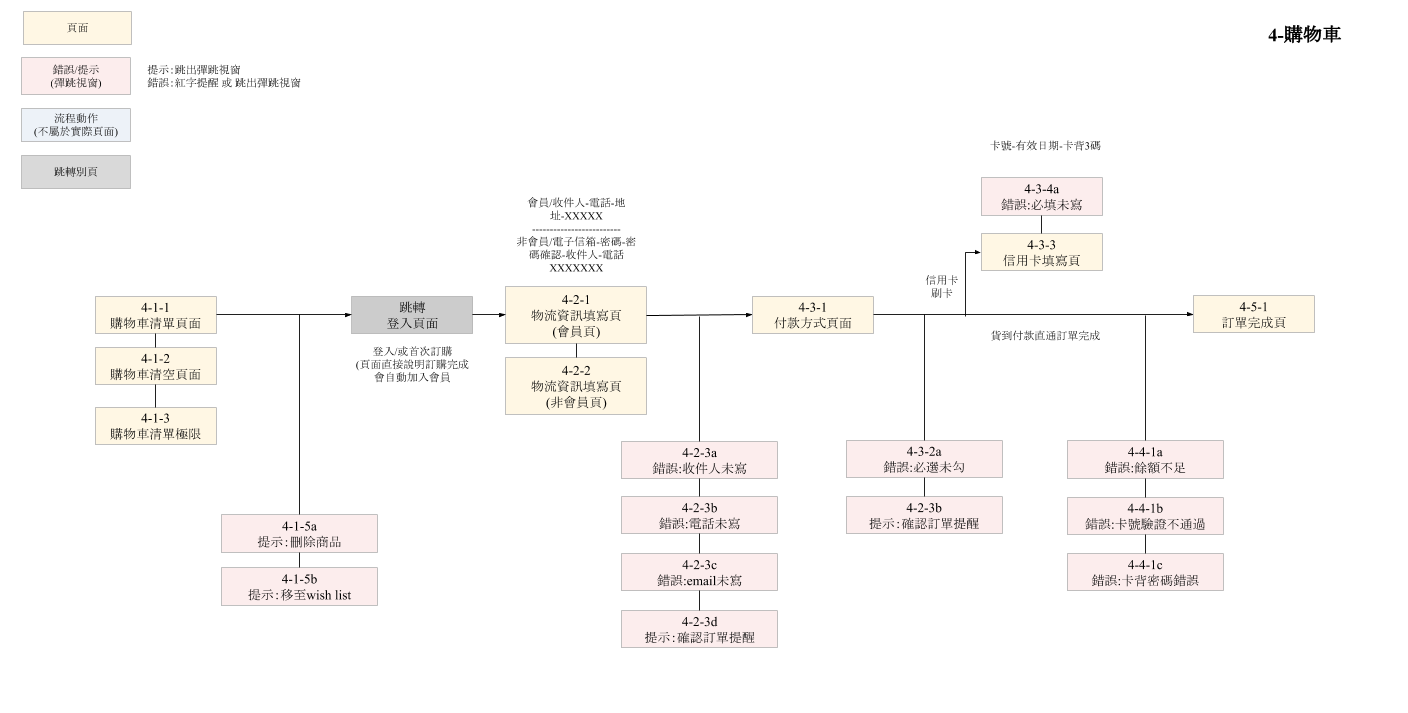 頁面
4-購物車
錯誤/提示
(彈跳視窗)
提示:跳出彈跳視窗
錯誤:紅字提醒 或 跳出彈跳視窗
流程動作
(不屬於實際頁面)
跳轉別頁
卡號-有效日期-卡背3碼
4-3-4a
錯誤:必填未寫
4-3-3
信用卡填寫頁
信用卡
刷卡
會員/收件人-電話-地
址-XXXXX
------------------------
非會員/電子信箱-密碼-密
碼確認-收件人-電話
XXXXXXX
4-1-1
購物車清單頁面
4-1-2
購物車清空頁面
4-1-3
購物車清單極限
跳轉
登入頁面
登入/或首次訂購
(頁面直接說明訂購完成
會自動加入會員
4-2-1
物流資訊填寫頁
(會員頁)
4-2-2
物流資訊填寫頁
(非會員頁)
4-3-1
付款方式頁面
貨到付款直通訂單完成
4-5-1
訂單完成頁
4-1-5a
提示:刪除商品
4-1-5b
提示:移至wish list
4-2-3a
錯誤:收件人未寫
4-2-3b
錯誤:電話未寫
4-2-3c
錯誤:email未寫
4-2-3d
提示:確認訂單提醒
4-3-2a
錯誤:必選未勾
4-2-3b
提示:確認訂單提醒
4-4-1a
錯誤:餘額不足
4-4-1b
錯誤:卡號驗證不通過
4-4-1c
錯誤:卡背密碼錯誤